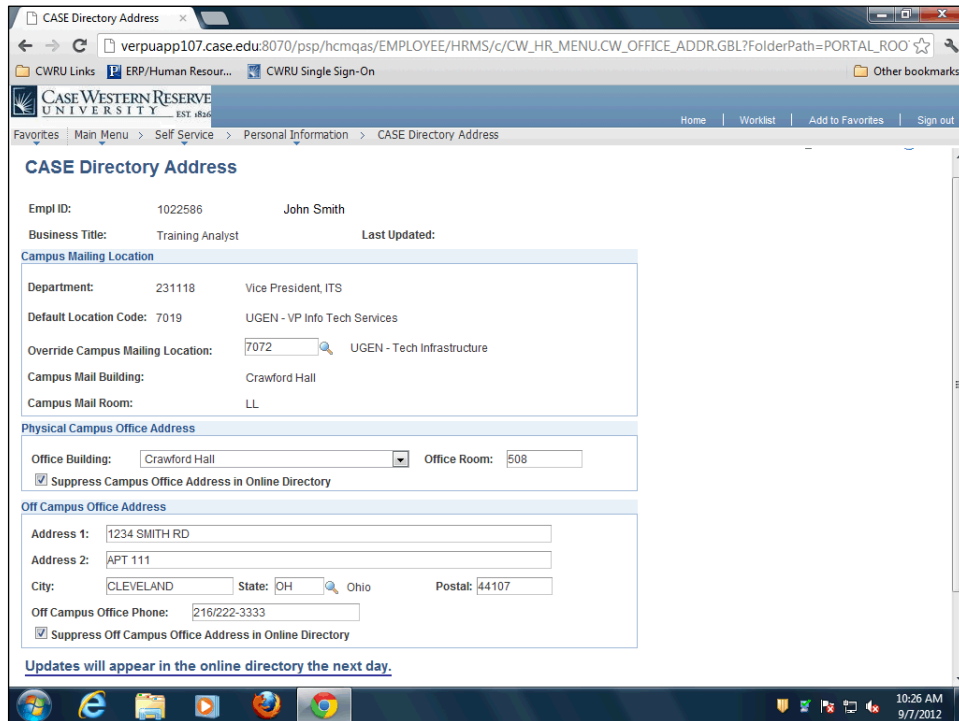 CASE Directory Address
verpuapp107.case.edu:8070/psp/hcmqas/EMPLOYEE/HRMS/c/CW_HR_MENU.CW_OFFICE_ADDR.GBL?FolderPath=PORTAL_ROO
CWRU Links ERP/Human Resour... CWRU Single Sign-On Other bookmarks
CASE WESTERN RESERVE
UNIVERSITY EST. 1826
Home | Worklist | Add to Favorites | Sign out
Favorites Main Menu > Self Service > Personal Information > CASE Directory Address
CASE Directory Address
Empl ID: 1022586 John Smith
Business Title: Training Analyst Last Updated:
Campus Mailing Location
Department: 231118 Vice President, ITS
Default Location Code: 7019 UGEN - VP Info Tech Services
Override Campus Mailing Location: 7072 UGEN - Tech Infrastructure
Campus Mail Building: Crawford Hall
Campus Mail Room: LL
Physical Campus Office Address
Office Building: Crawford Hall Office Room: 508
Suppress Campus Office Address in Online Directory
Off Campus Office Address
Address 1: 1234 SMITH RD
Address 2: APT 111
City: CLEVELAND State: OH Ohio Postal: 44107
Off Campus Office Phone: 216/222-3333
Suppress Off Campus Office Address in Online Directory
Updates will appear in the online directory the next day.
10:26 AM
9/7/2012